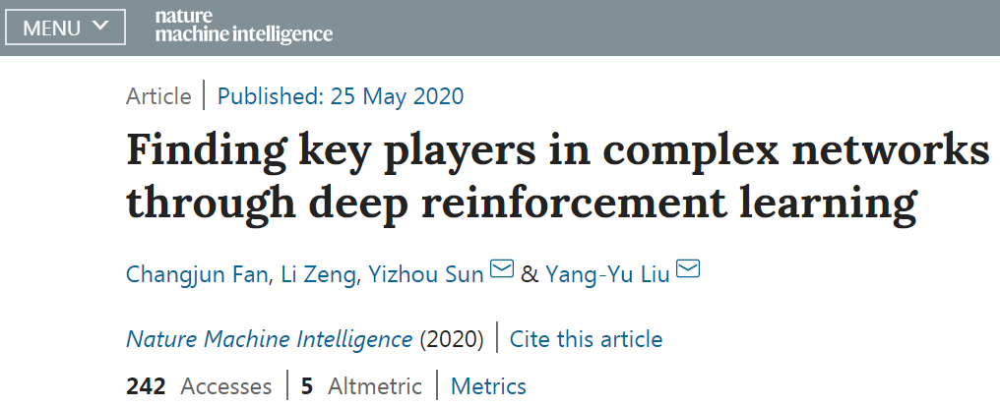 MENU
nature
machine intelligence
Article | Published: 25 May 2020
Finding key players in complex networks
through deep reinforcement learning
Changjun Fan, Li Zeng, Yizhou Sun & Yang-Yu Liu
Nature Machine Intelligence (2020) | Cite this article
242 Accesses | 5 Altmetric | Metrics